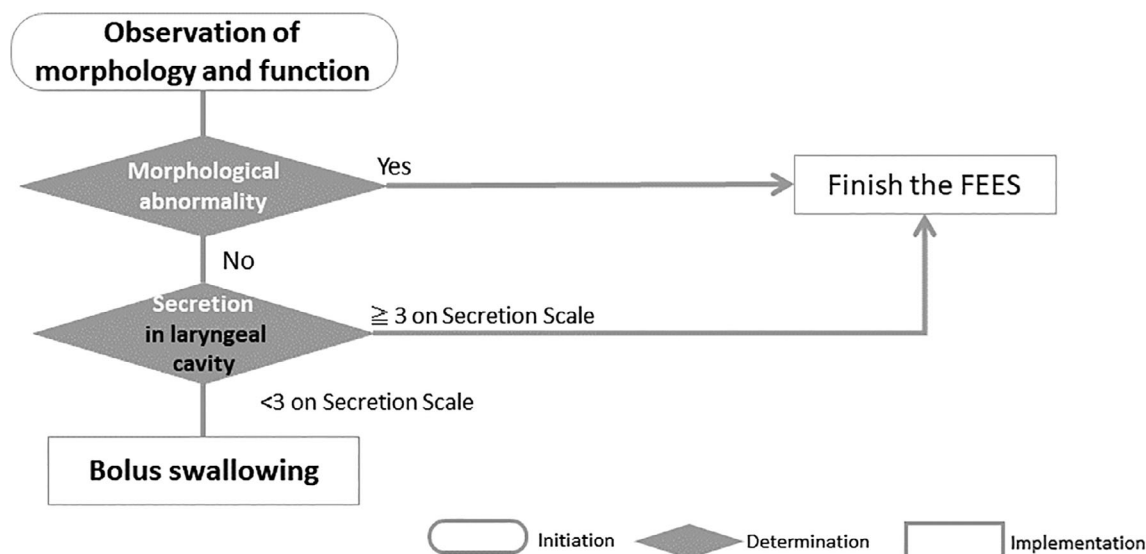 Observation of
morphology and function
Morphological
abnormality
Yes
Finish the FEES
No
Secretion
in laryngeal
cavity
≧ 3 on Secretion Scale
<3 on Secretion Scale
Bolus swallowing
Initiation
Determination
Implementation